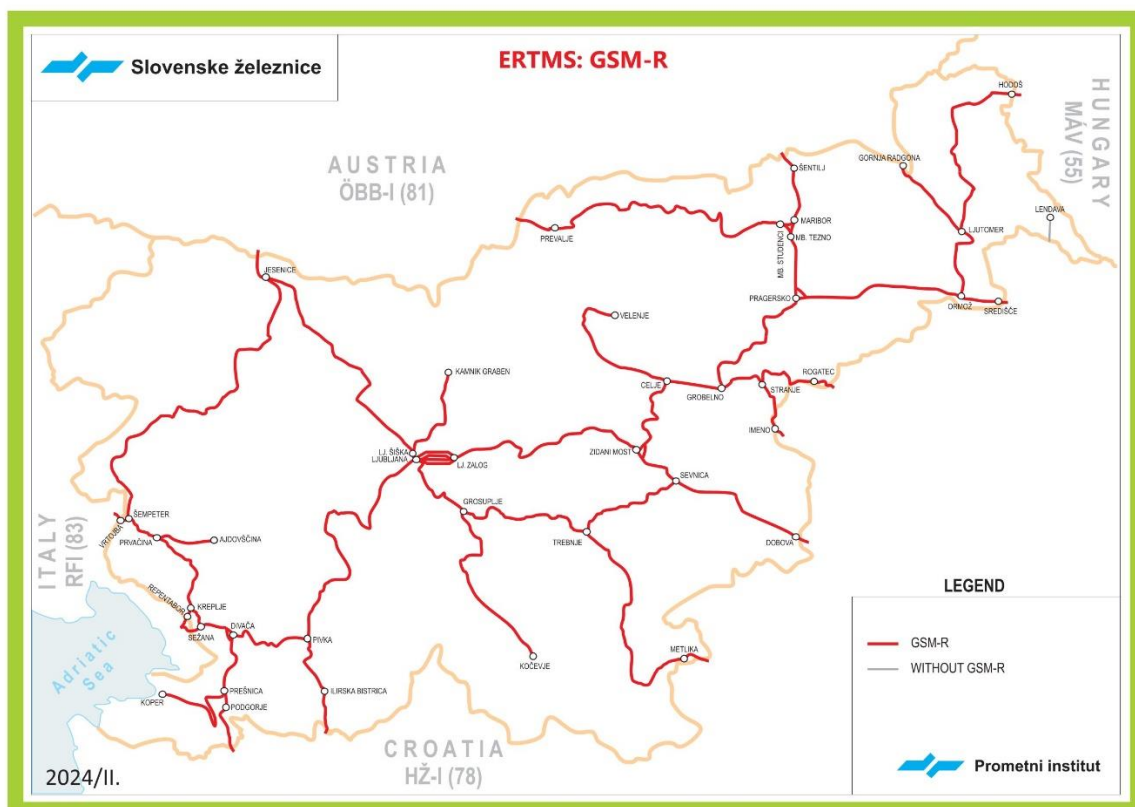 Slovenske železnice
ERTMS: GSM-R
AUSTRIA
ÖBB-I (81)
HUNGARY
MÁV (55)
HODOŠ
GORNJA RADGONA
ŠENTILJ
LENDAVA
PREVALJE
MARIBOR
MB. TEZNO
MB. STUDENCI
LJUTOMER
JESENICE
PRAGERSKO
ORMOŽ
SREDIŠČE
VELENJE
KAMNIK GRABEN
CELJE
GROBELNO
STRANJE
ROGATEC
IMENO
LJ. ŠIŠKA
LJUBLJANA
LJ. ZALOG
ZIDANI MOST
SEVNICA
GROSUPLJE
TREBNJE
DOBOVA
ITALY
RFI (83)
ŠEMPETER
VRTOJBA
PRVAČINA
AJDOVŠČINA
REPENTABOR
KREPLJE
SEŽANA
DIVAČA
PIVKA
KOČEVJE
METLIKA
Adriatic
Sea
KOPER
PREŠNICA
PODGORJE
ILIRSKA BISTRICA
CROATIA
HŽ-I (78)
LEGEND
GSM-R
WITHOUT GSM-R
2024/II.
Prometni institut